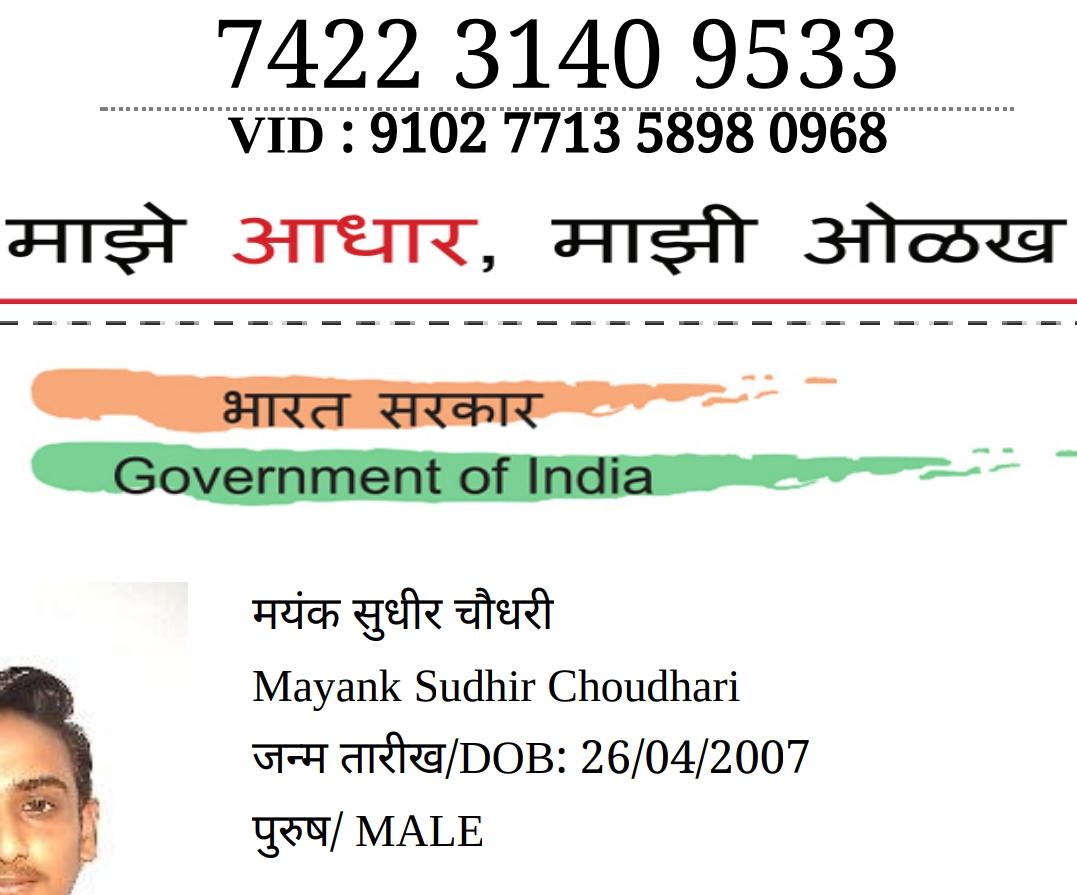 7422 3140 9533
VID : 9102 7713 5898 0968
माझे आधार, माझी ओळख
भारत सरकार
Government of India
मयंक सुधीर चौधरी
Mayank Sudhir Choudhari
जन्म तारीख/DOB: 26/04/2007
पुरुष/ MALE